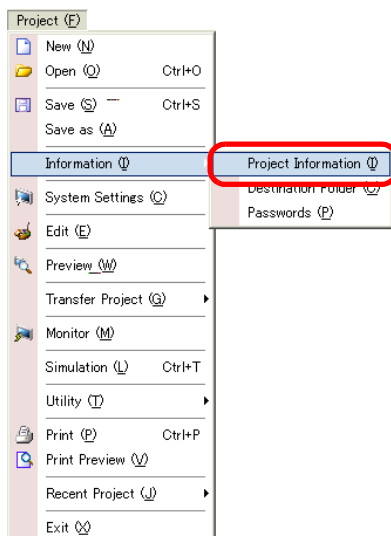 Project (F)
New (N)
Open (O) Ctrl+O
Save (S) Ctrl+S
Save as (A)
Information (I)
Project Information (I)
Destination Folder (C)
System Settings (C)
Passwords (P)
Edit (E)
Preview (W)
Transfer Project (G)
Monitor (M)
Simulation (L) Ctrl+T
Utility (T)
Print (P) Ctrl+P
Print Preview (V)
Recent Project (J)
Exit (X)